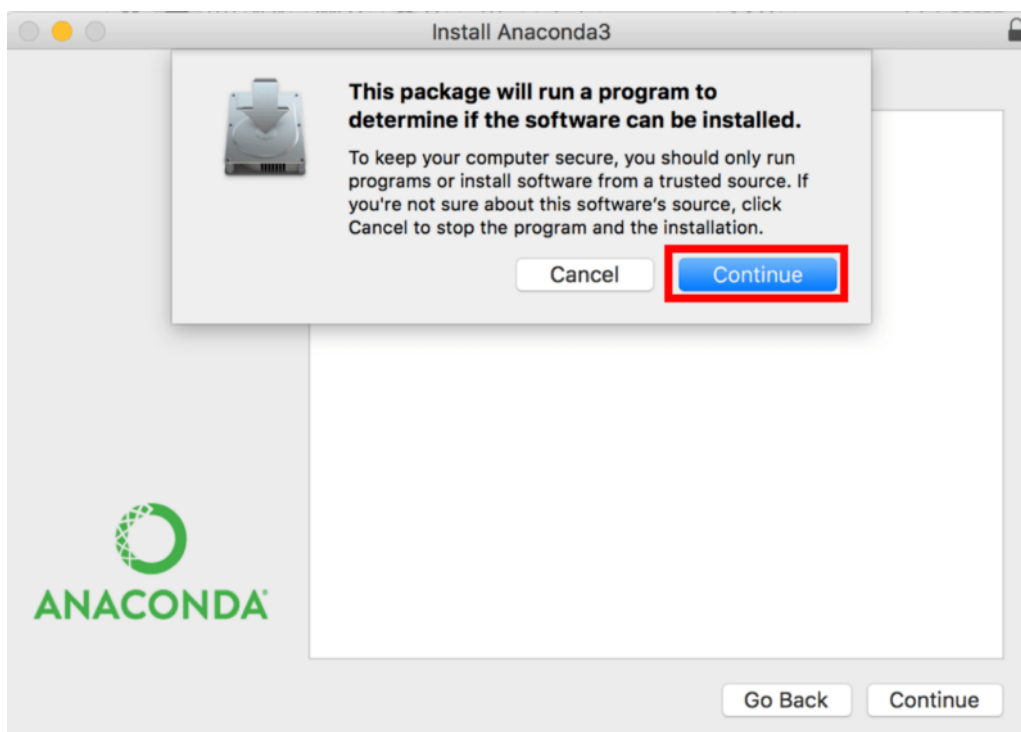 Install Anaconda3
This package will run a program to
determine if the software can be installed.
To keep your computer secure, you should only run
programs or install software from a trusted source. If
you're not sure about this software's source, click
Cancel to stop the program and the installation.
Cancel
Continue
ANACONDA
Go Back
Continue